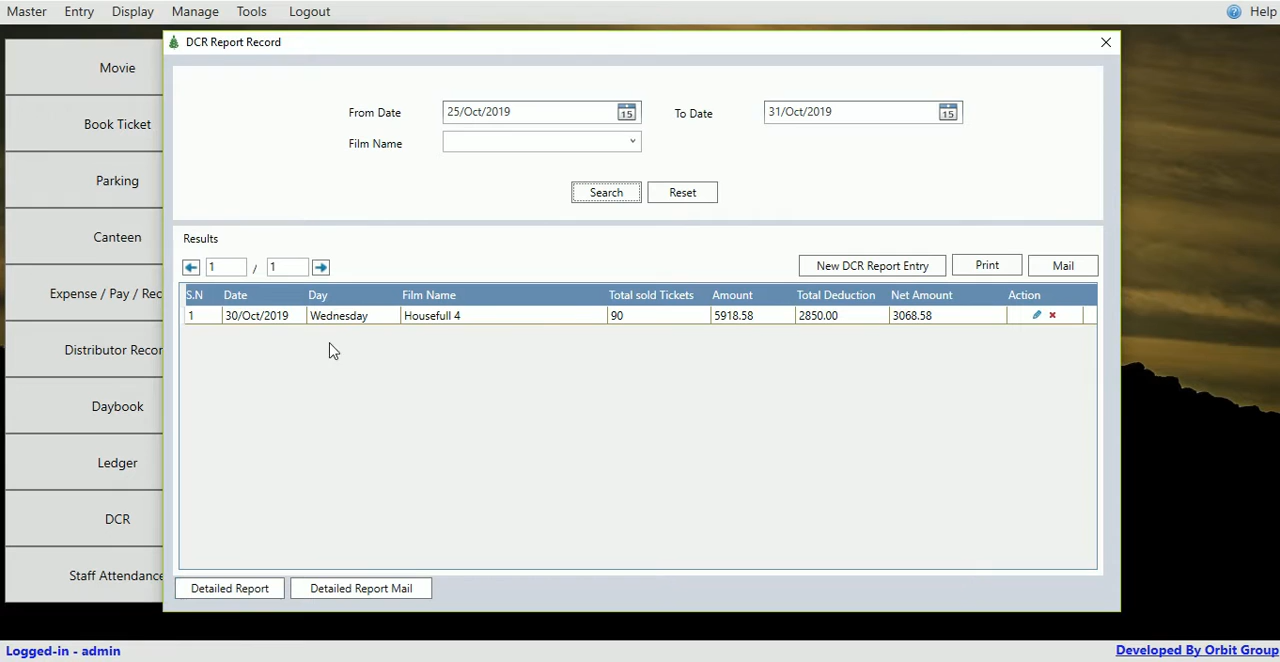 Master Entry Display Manage Tools Logout Help
DCR Report Record
Movie
Book Ticket
Parking
Canteen
Expense / Pay / Rec
Distributor Recor
Daybook
Ledger
DCR
Staff Attendance
From Date 25/Oct/2019 15 To Date 31/Oct/2019 15
Film Name
Search Reset
Results
1 / 1 New DCR Report Entry Print Mail
S.N Date Day Film Name Total sold Tickets Amount Total Deduction Net Amount Action
1 30/Oct/2019 Wednesday Housefull 4 90 5918.58 2850.00 3068.58
Detailed Report Detailed Report Mail
Logged-in - admin Developed By Orbit Group